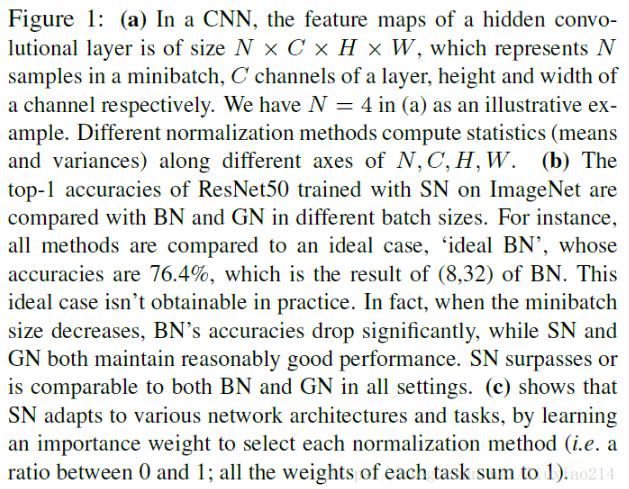 Figure 1: (a) In a CNN, the feature maps of a hidden convo-
lutional layer is of size N × C × H × W, which represents N
samples in a minibatch, C channels of a layer, height and width of
a channel respectively. We have N = 4 in (a) as an illustrative ex-
ample. Different normalization methods compute statistics (means
and variances) along different axes of N, C, H, W. (b) The
top-1 accuracies of ResNet50 trained with SN on ImageNet are
compared with BN and GN in different batch sizes. For instance,
all methods are compared to an ideal case, ‘ideal BN’, whose
accuracies are 76.4%, which is the result of (8,32) of BN. This
ideal case isn’t obtainable in practice. In fact, when the minibatch
size decreases, BN’s accuracies drop significantly, while SN and
GN both maintain reasonably good performance. SN surpasses or
is comparable to both BN and GN in all settings. (c) shows that
SN adapts to various network architectures and tasks, by learning
an importance weight to select each normalization method (i.e. a
ratio between 0 and 1; all the weights of each task sum to 1).